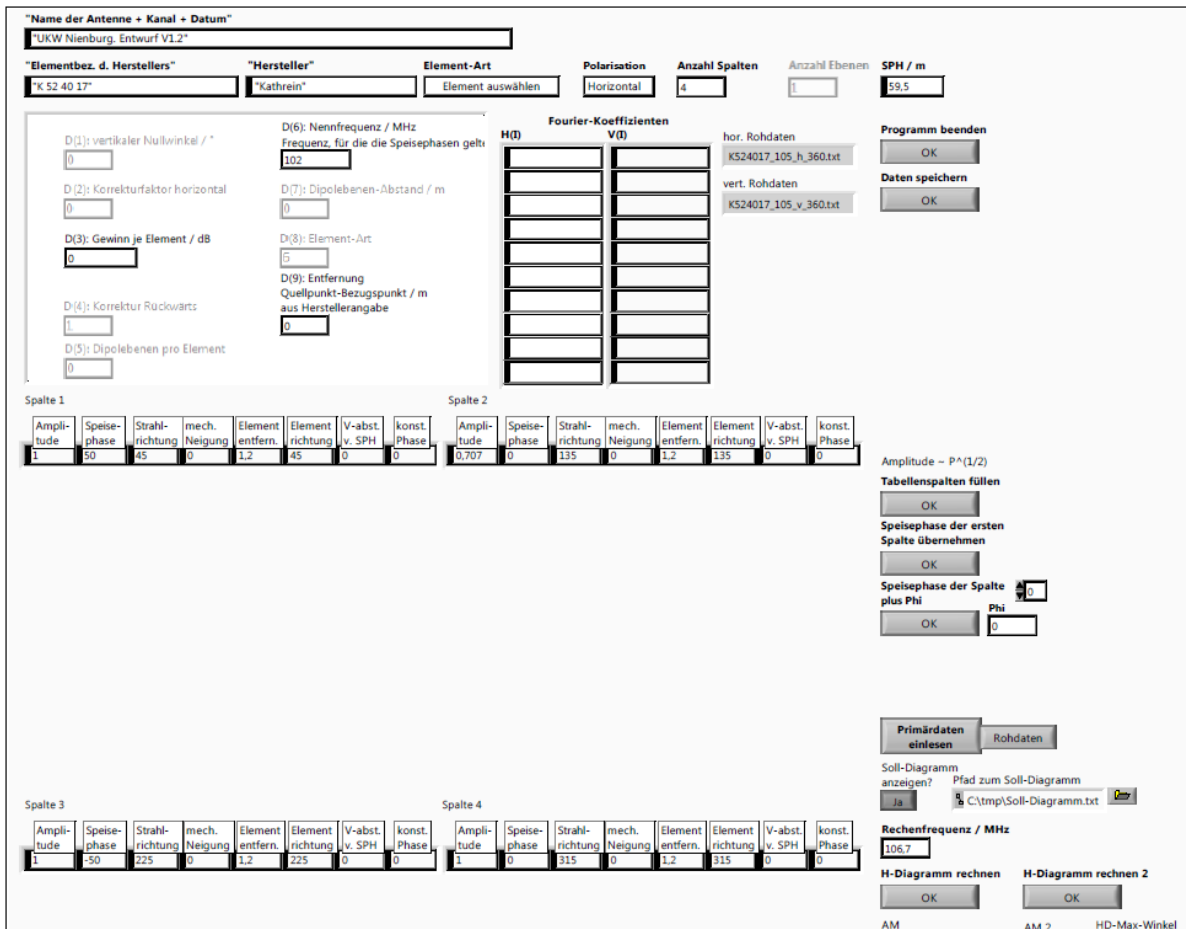 "Name der Antenne + Kanal + Datum"
"UKW Nienburg. Entwurf V1.2"
"Elementbez. d. Herstellers" "Hersteller" Element-Art Polarisation Anzahl Spalten Anzahl Ebenen SPH / m
"K 52 40 17" "Kathrein" Element auswählen Horizontal 4 1 59,5
D(1): vertikaler Nullwinkel / °
0
D(2): Korrekturfaktor horizontal
0
D(3): Gewinn je Element / dB
0
D(4): Korrektur Rückwärts
1
D(5): Dipolebenen pro Element
0
D(6): Nennfrequenz / MHz
Frequenz, für die die Speisephasen gelte
102
D(7): Dipolebenen-Abstand / m
0
D(8): Element-Art
6
D(9): Entfernung
Quellpunkt-Bezugspunkt / m
aus Herstellerangabe
0
Fourier-Koeffizienten
H(I) V(I)
hor. Rohdaten
K524017_105_h_360.txt
vert. Rohdaten
K524017_105_v_360.txt
Programm beenden
OK
Daten speichern
OK
Spalte 1
Ampli- Speise- Strahl- mech. Element Element V-abst. konst.
tude phase richtung Neigung entfern. richtung v. SPH Phase
1 50 45 0 1,2 45 0 0
Spalte 2
Ampli- Speise- Strahl- mech. Element Element V-abst. konst.
tude phase richtung Neigung entfern. richtung v. SPH Phase
0,707 0 135 0 1,2 135 0 0
Amplitude ~ P^(1/2)
Tabellenspalten füllen
OK
Speisephase der ersten
Spalte übernehmen
OK
Speisephase der Spalte 0
plus Phi Phi
OK 0
Primärdaten
einlesen
Rohdaten
Soll-Diagramm
anzeigen? Pfad zum Soll-Diagramm
Ja C:\tmp\Soll-Diagramm.txt
Spalte 3
Ampli- Speise- Strahl- mech. Element Element V-abst. konst.
tude phase richtung Neigung entfern. richtung v. SPH Phase
1 -50 225 0 1,2 225 0 0
Spalte 4
Ampli- Speise- Strahl- mech. Element Element V-abst. konst.
tude phase richtung Neigung entfern. richtung v. SPH Phase
1 0 315 0 1,2 315 0 0
Rechenfrequenz / MHz
106,7
H-Diagramm rechnen H-Diagramm rechnen 2
OK OK
AM AM 2 HD-Max-Winkel